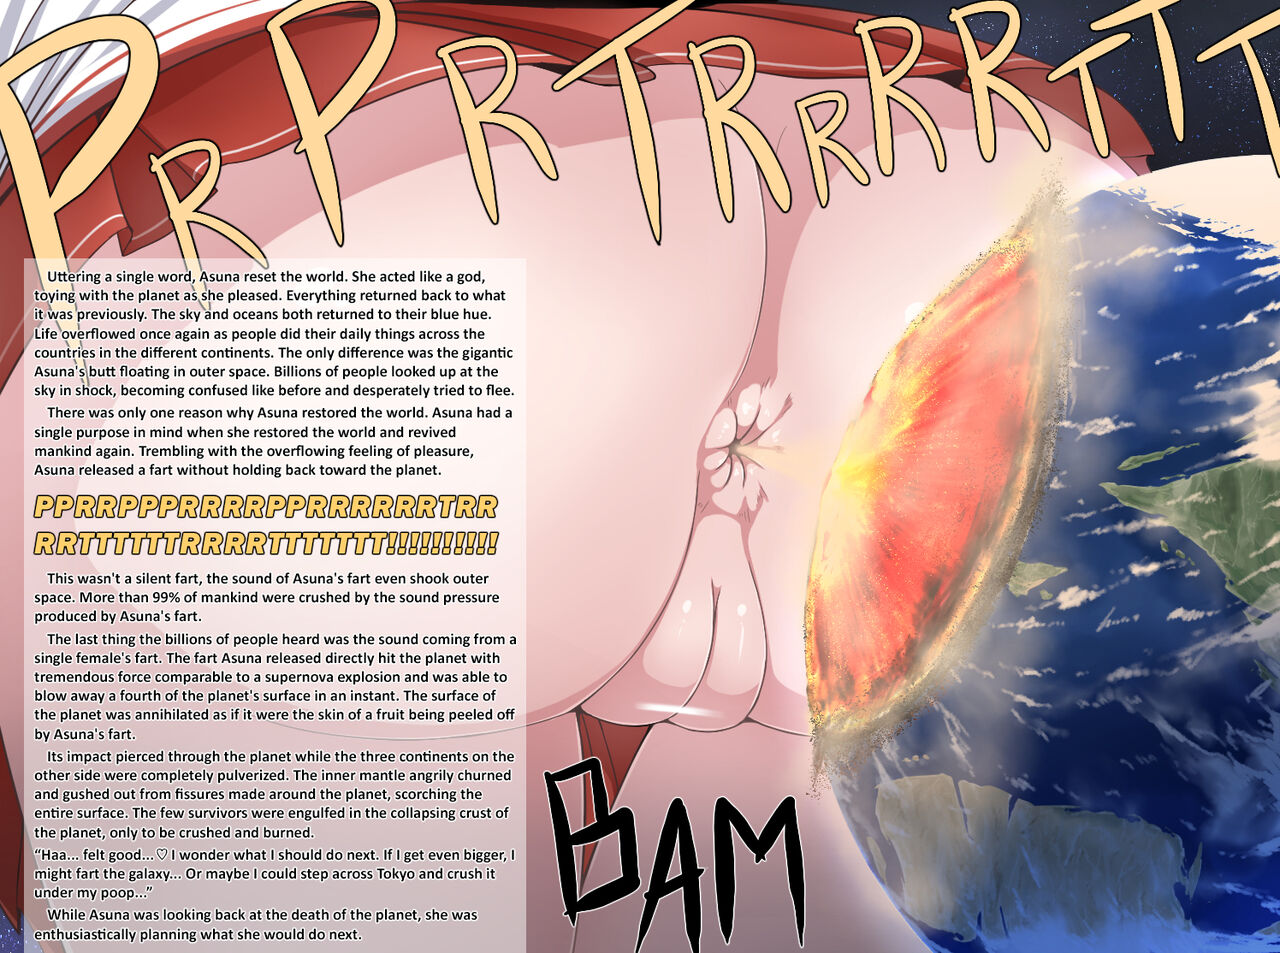 PRPRTRRRRTTT
Uttering a single word, Asuna reset the world. She acted like a god,
toying with the planet as she pleased. Everything returned back to what
it was previously. The sky and oceans both returned to their blue hue.
Life overflowed once again as people did their daily things across the
countries in the different continents. The only difference was the gigantic
Asuna's butt floating in outer space. Billions of people looked up at the
sky in shock, becoming confused like before and desperately tried to flee.
There was only one reason why Asuna restored the world. Asuna had a
single purpose in mind when she restored the world and revived
mankind again. Trembling with the overflowing feeling of pleasure,
Asuna released a fart without holding back toward the planet.
PPRRPPPRRRRRPPRRRRRRRTRR
RRTTTTTTRRRRTTTTTTT!!!!!!!!!!
This wasn't a silent fart, the sound of Asuna's fart even shook outer
space. More than 99% of mankind were crushed by the sound pressure
produced by Asuna's fart.
The last thing the billions of people heard was the sound coming from a
single female's fart. The fart Asuna released directly hit the planet with
tremendous force comparable to a supernova explosion and was able to
blow away a fourth of the planet's surface in an instant. The surface of
the planet was annihilated as if it were the skin of a fruit being peeled off
by Asuna's fart.
Its impact pierced through the planet while the three continents on the
other side were completely pulverized. The inner mantle angrily churned
and gushed out from fissures made around the planet, scorching the
entire surface. The few survivors were engulfed in the collapsing crust of
the planet, only to be crushed and burned.
“Haa... felt good...♡ I wonder what I should do next. If I get even bigger, I
might fart the galaxy... Or maybe I could step across Tokyo and crush it
under my poop...”
While Asuna was looking back at the death of the planet, she was
enthusiastically planning what she would do next.
BAM